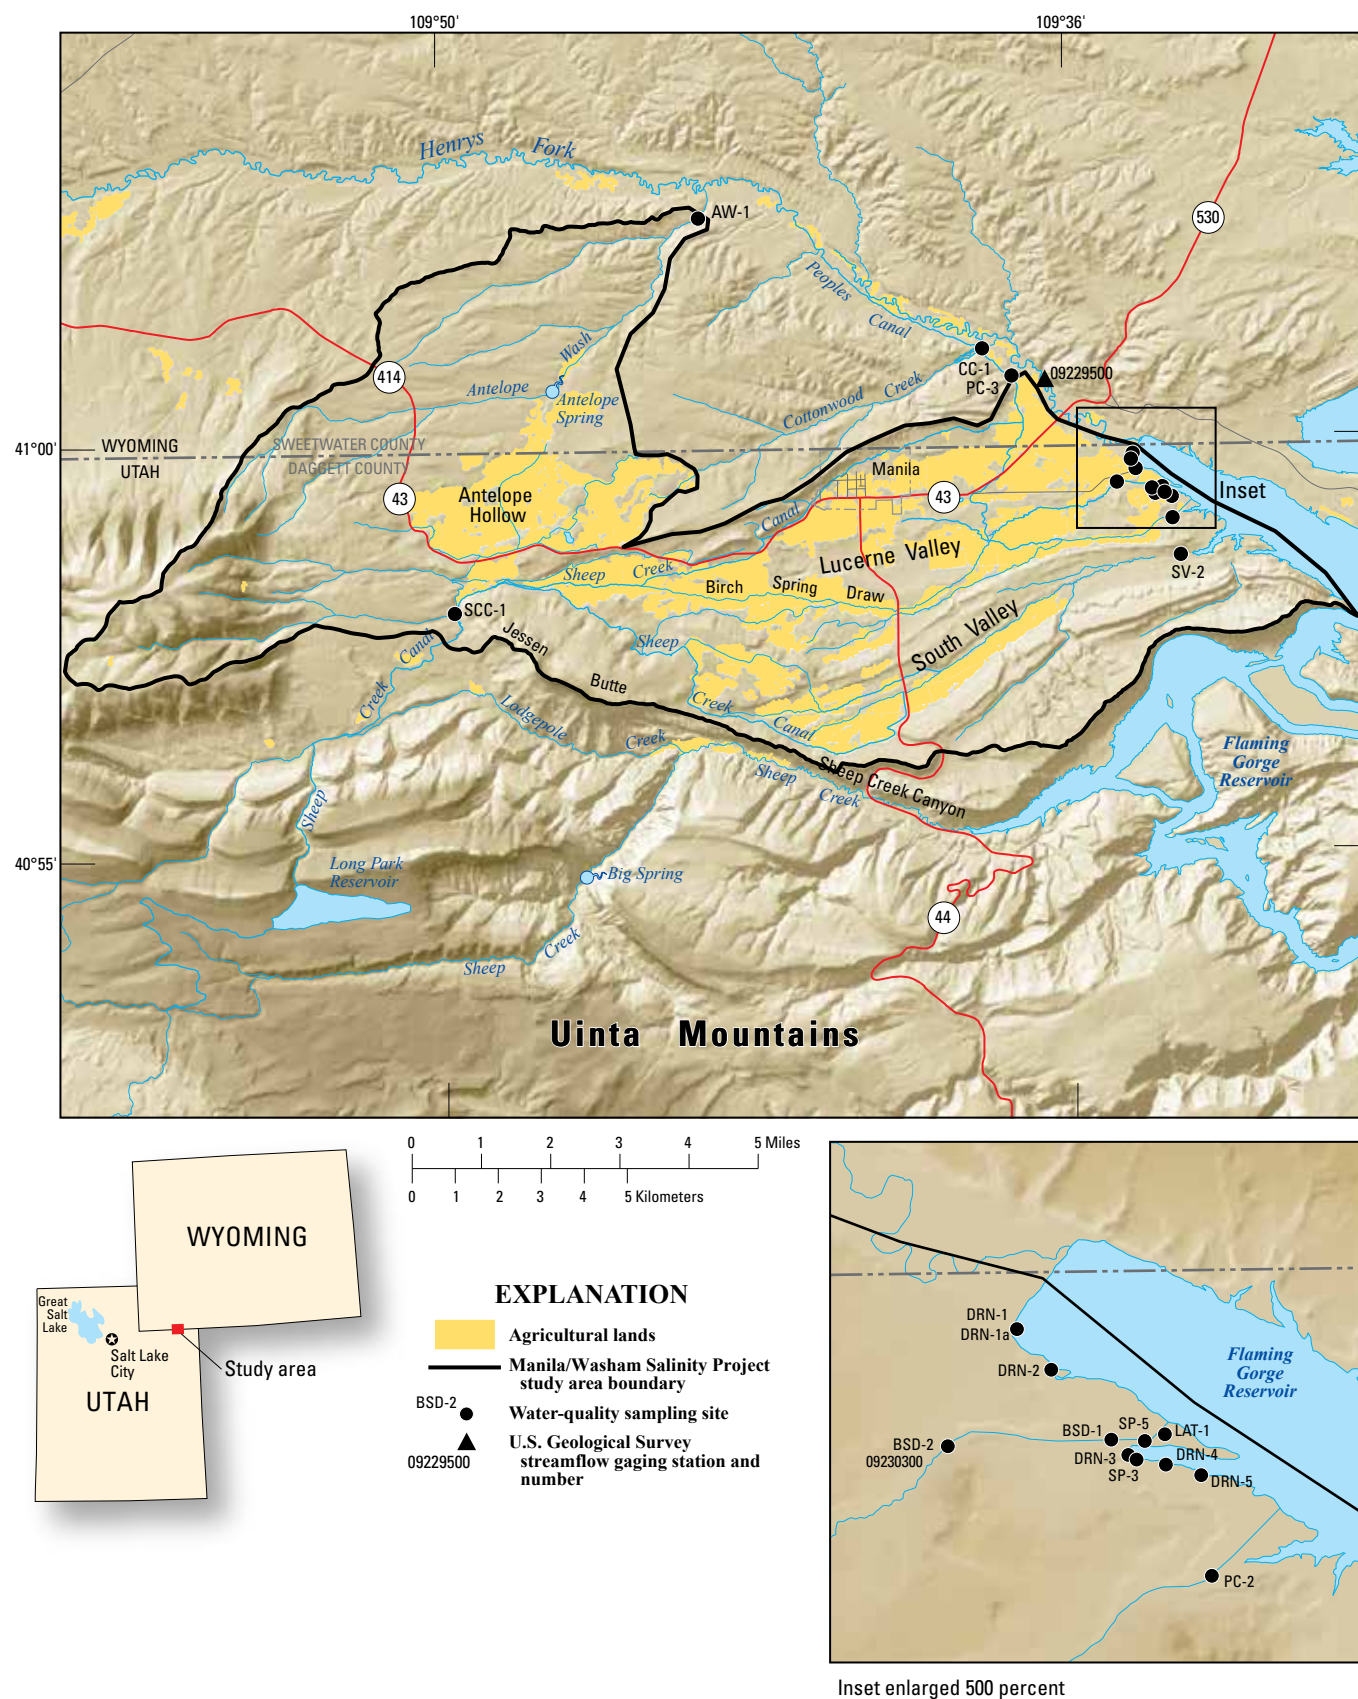 109°50'
109°36'
Henrys Fork
AW-1
530
Peoples
Canal
Wash
414
Antelope
Antelope
Spring
CC-1
PC-3
09229500
Cottonwood Creek
41°00'
WYOMING
UTAH
SWEETWATER COUNTY
DAGGETT COUNTY
Manila
43
Antelope
Hollow
43
Canal
Inset
Lucerne Valley
Sheep Creek
Birch Spring Draw
SV-2
SCC-1
Jessen
Butte
Sheep
Creek
Canal
South Valley
Canal
Creek
Lodgepole
Creek
Sheep Creek Canyon
Sheep
Creek
Flaming
Gorge
Reservoir
Sheep
40°55'
Long Park
Reservoir
Big Spring
44
Sheep
Creek
Uinta Mountains
0 1 2 3 4 5 Miles
0 1 2 3 4 5 Kilometers
WYOMING
Great
Salt
Lake
Salt Lake
City
Study area
UTAH
EXPLANATION
Agricultural lands
Manila/Washam Salinity Project
study area boundary
BSD-2
Water-quality sampling site
09229500
U.S. Geological Survey
streamflow gaging station and
number
DRN-1
DRN-1a
DRN-2
Flaming
Gorge
Reservoir
SP-5
BSD-1
LAT-1
BSD-2
09230300
DRN-3
DRN-4
SP-3
DRN-5
PC-2
Inset enlarged 500 percent